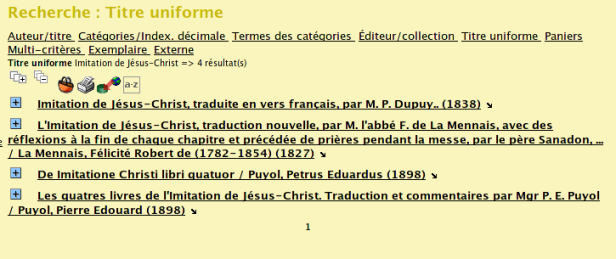 Recherche : Titre uniforme
Auteur/titre Catégories/Index. décimale Termes des catégories Éditeur/collection Titre uniforme Paniers
Multi-critères Exemplaire Externe
Titre uniforme Imitation de Jésus-Christ => 4 résultat(s)
a-z
Imitation de Jésus-Christ, traduite en vers français, par M. P. Dupuy.. (1838)
L'Imitation de Jésus-Christ, traduction nouvelle, par M. l'abbé F. de La Mennais, avec des
réflexions à la fin de chaque chapitre et précédée de prières pendant la messe, par le père Sanadon, ...
/ La Mennais, Félicité Robert de (1782-1854) (1827)
De Imitatione Christi libri quatuor / Puyol, Petrus Eduardus (1898)
Les quatres livres de l'Imitation de Jésus-Christ. Traduction et commentaires par Mgr P. E. Puyol
/ Puyol, Pierre Edouard (1898)
1